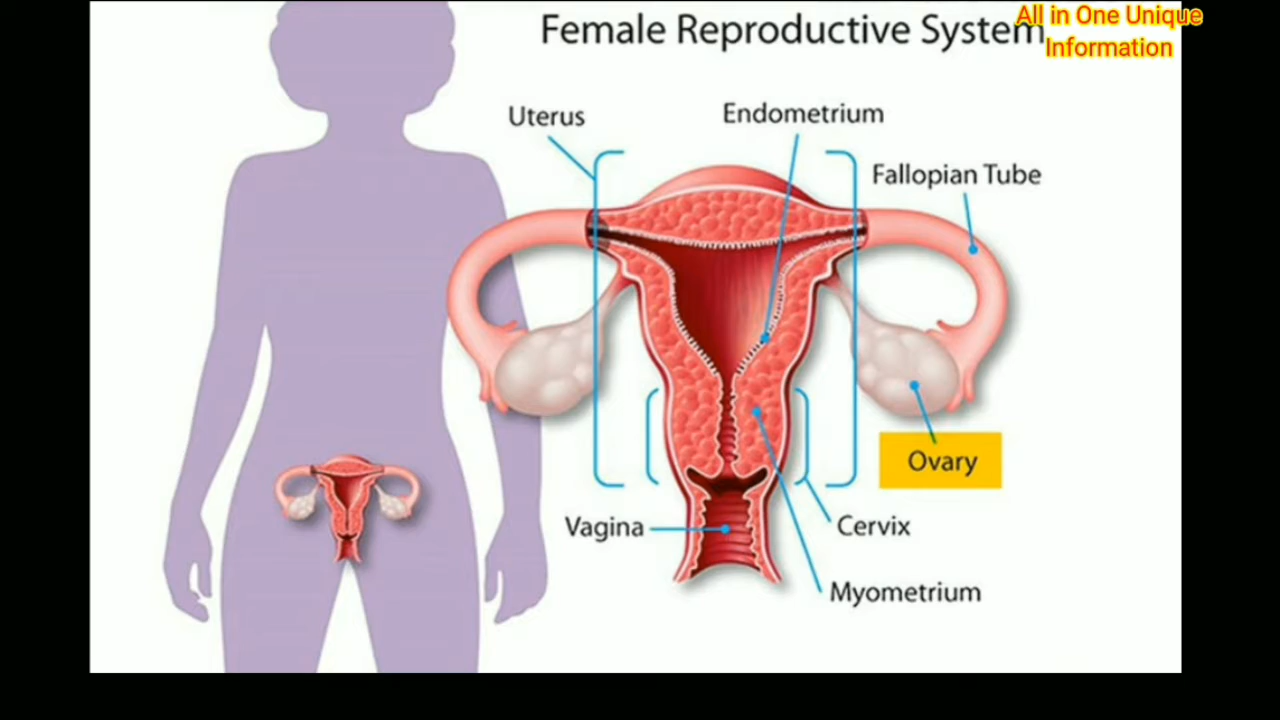 Female Reproductive System
All in One Unique
Information
Uterus
Endometrium
Fallopian Tube
Ovary
Vagina
Cervix
Myometrium